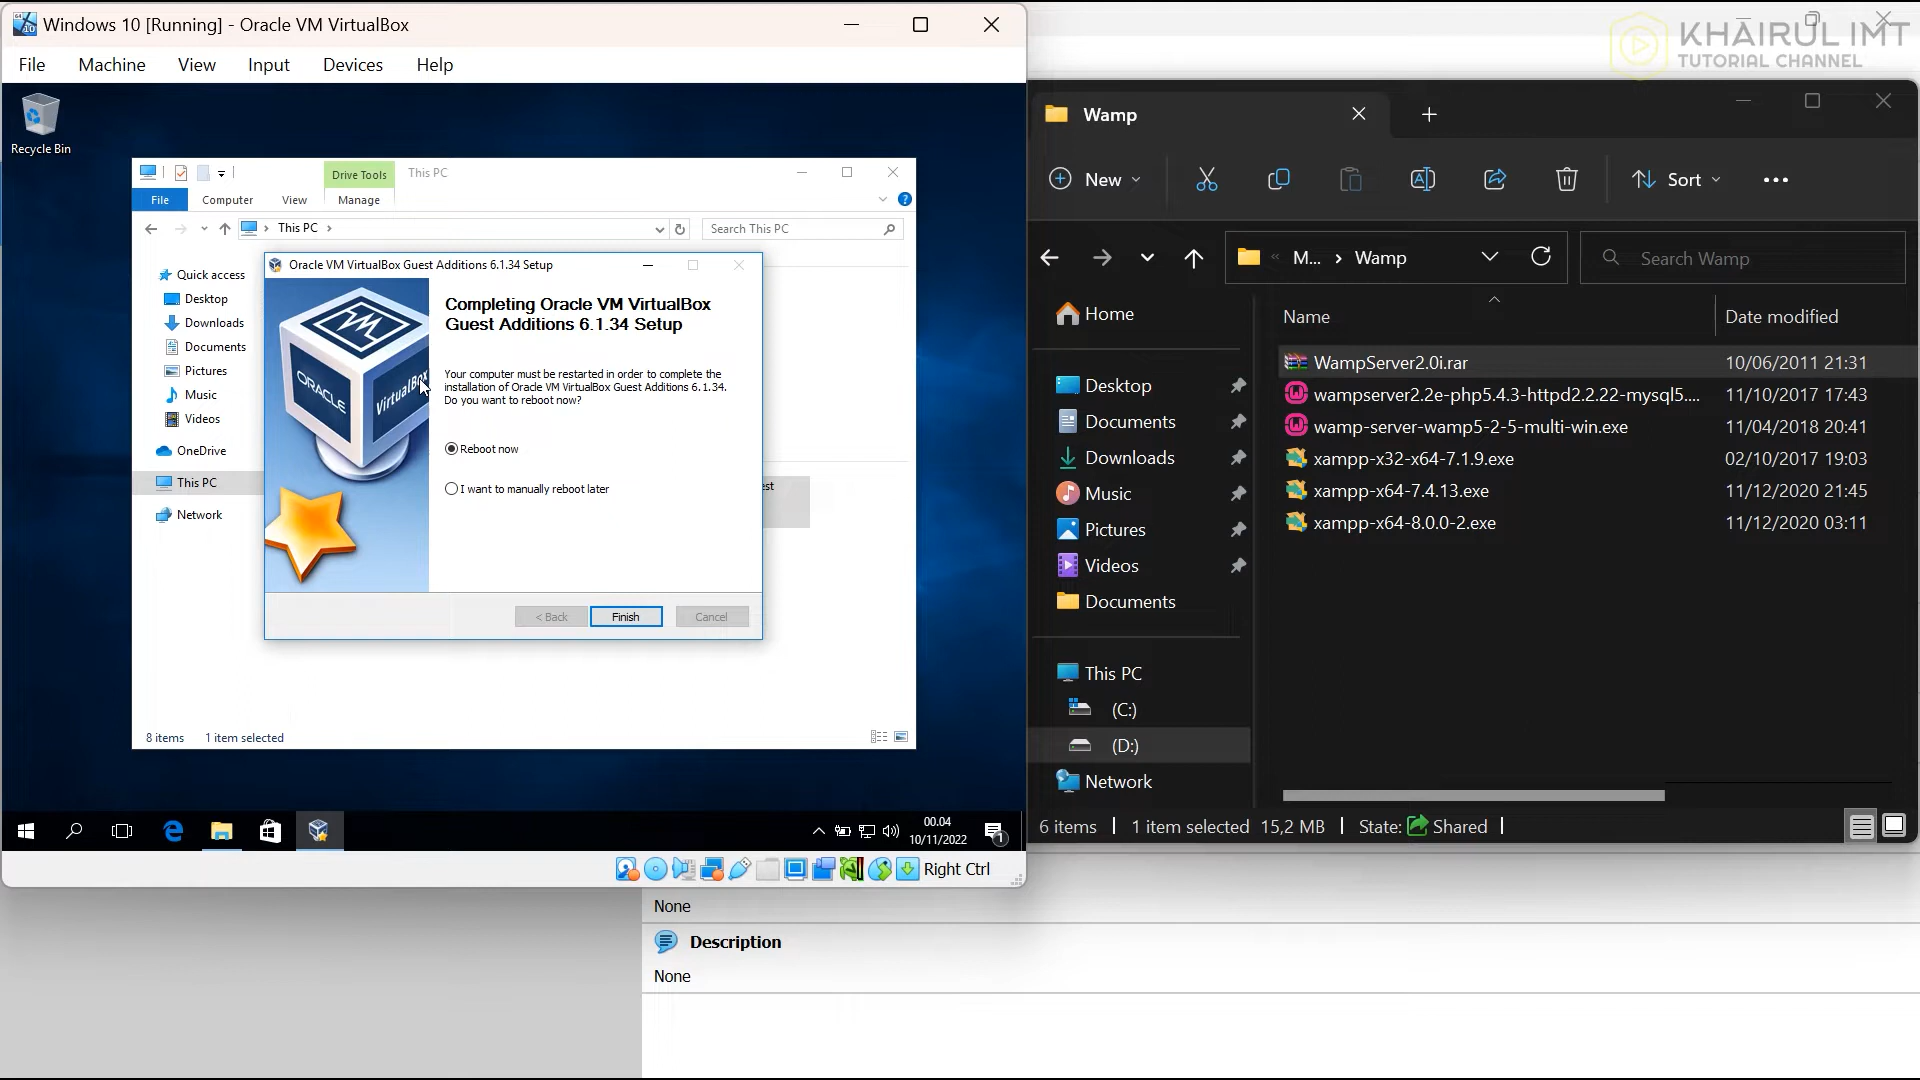 Windows 10 [Running] - Oracle VM VirtualBox
File Machine View Input Devices Help
Recycle Bin
Drive Tools This PC
File Computer View Manage
This PC
Search This PC
Quick access
Desktop
Downloads
Documents
Pictures
Music
Videos
OneDrive
This PC
Network
Oracle VM VirtualBox Guest Additions 6.1.34 Setup
ORACLE
VirtualBox
Completing Oracle VM VirtualBox
Guest Additions 6.1.34 Setup
Your computer must be restarted in order to complete the
installation of Oracle VM VirtualBox Guest Additions 6.1.34.
Do you want to reboot now?
Reboot now
I want to manually reboot later
est
< Back Finish Cancel
8 items 1 item selected
00.04
10/11/2022
1
Right Ctrl
KHAIRUL IMT
TUTORIAL CHANNEL
Wamp
New Sort
M... > Wamp
Search Wamp
Home
Desktop
Documents
Downloads
Music
Pictures
Videos
Documents
This PC
(C:)
(D:)
Network
Name Date modified
WampServer2.0i.rar 10/06/2011 21:31
wampserver2.2e-php5.4.3-httpd2.2.22-mysql5.... 11/10/2017 17:43
wamp-server-wamp5-2-5-multi-win.exe 11/04/2018 20:41
xampp-x32-x64-7.1.9.exe 02/10/2017 19:03
xampp-x64-7.4.13.exe 11/12/2020 21:45
xampp-x64-8.0.0-2.exe 11/12/2020 03:11
6 items 1 item selected 15,2 MB State: Shared
None
Description
None